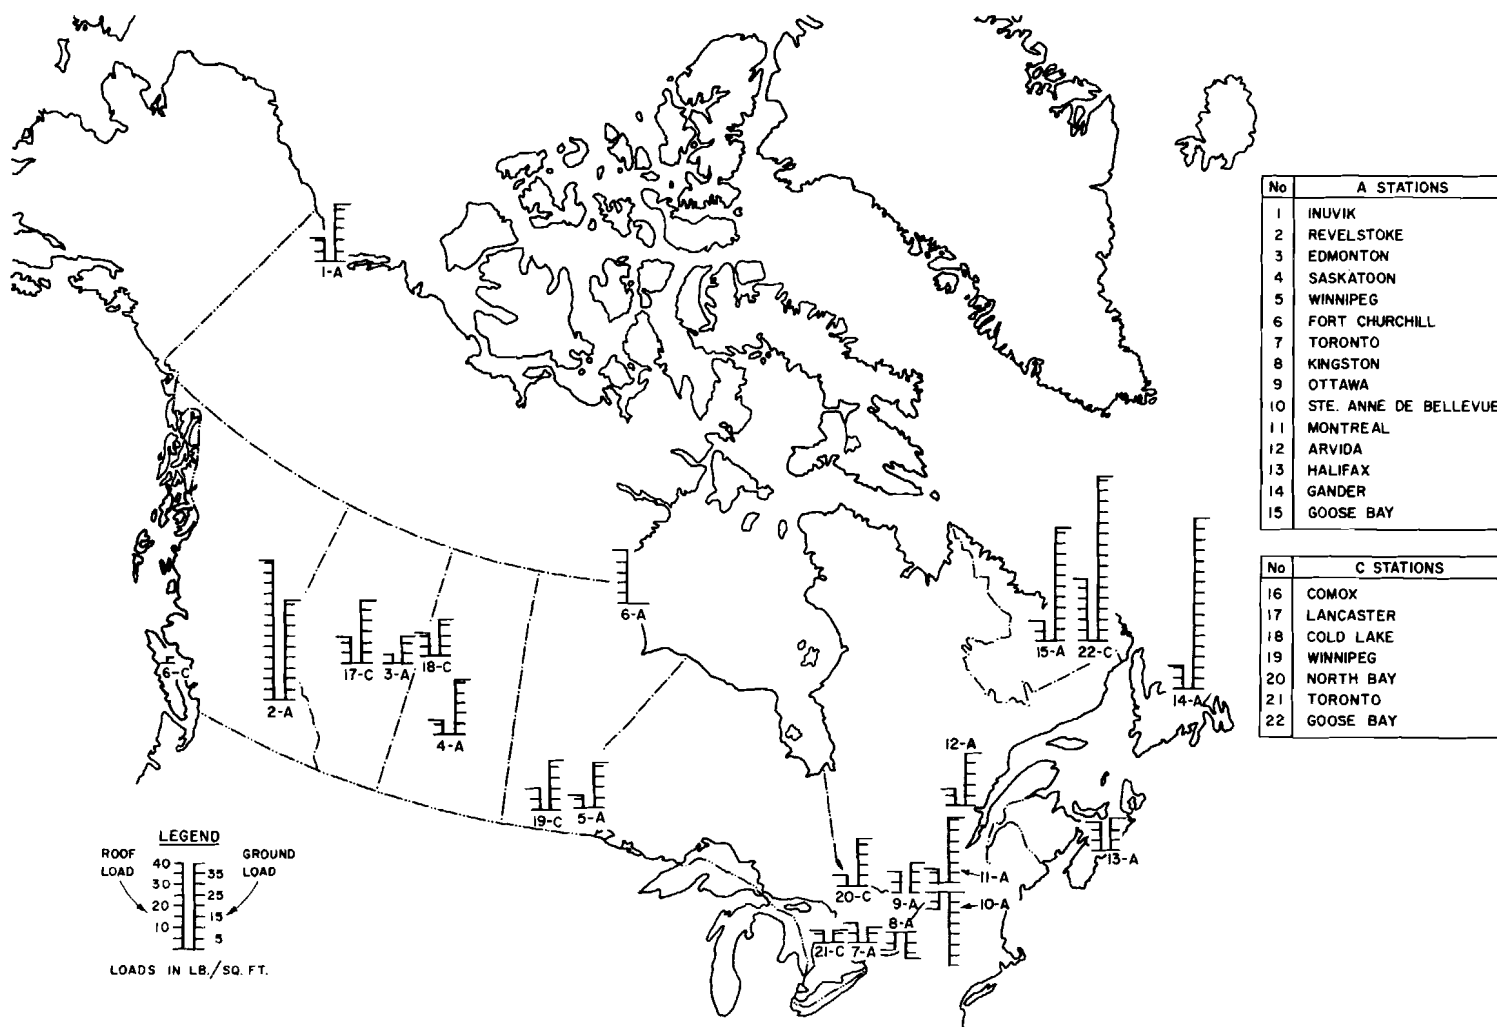 No A STATIONS
1 INUVIK
2 REVELSTOKE
3 EDMONTON
4 SASKATOON
5 WINNIPEG
6 FORT CHURCHILL
7 TORONTO
8 KINGSTON
9 OTTAWA
10 STE. ANNE DE BELLEVUE
11 MONTREAL
12 ARVIDA
13 HALIFAX
14 GANDER
15 GOOSE BAY
No C STATIONS
16 COMOX
17 LANCASTER
18 COLD LAKE
19 WINNIPEG
20 NORTH BAY
21 TORONTO
22 GOOSE BAY
1-A
6-A
15-A
22-C
6-C
17-C
3-A
18-C
14-A
2-A
4-A
12-A
19-C
5-A
13-A
11-A
20-C
9-A
10-A
8-A
21-C
7-A
LEGEND
ROOF LOAD
GROUND LOAD
40
35
30
25
20
15
10
5
LOADS IN LB./SQ. FT.